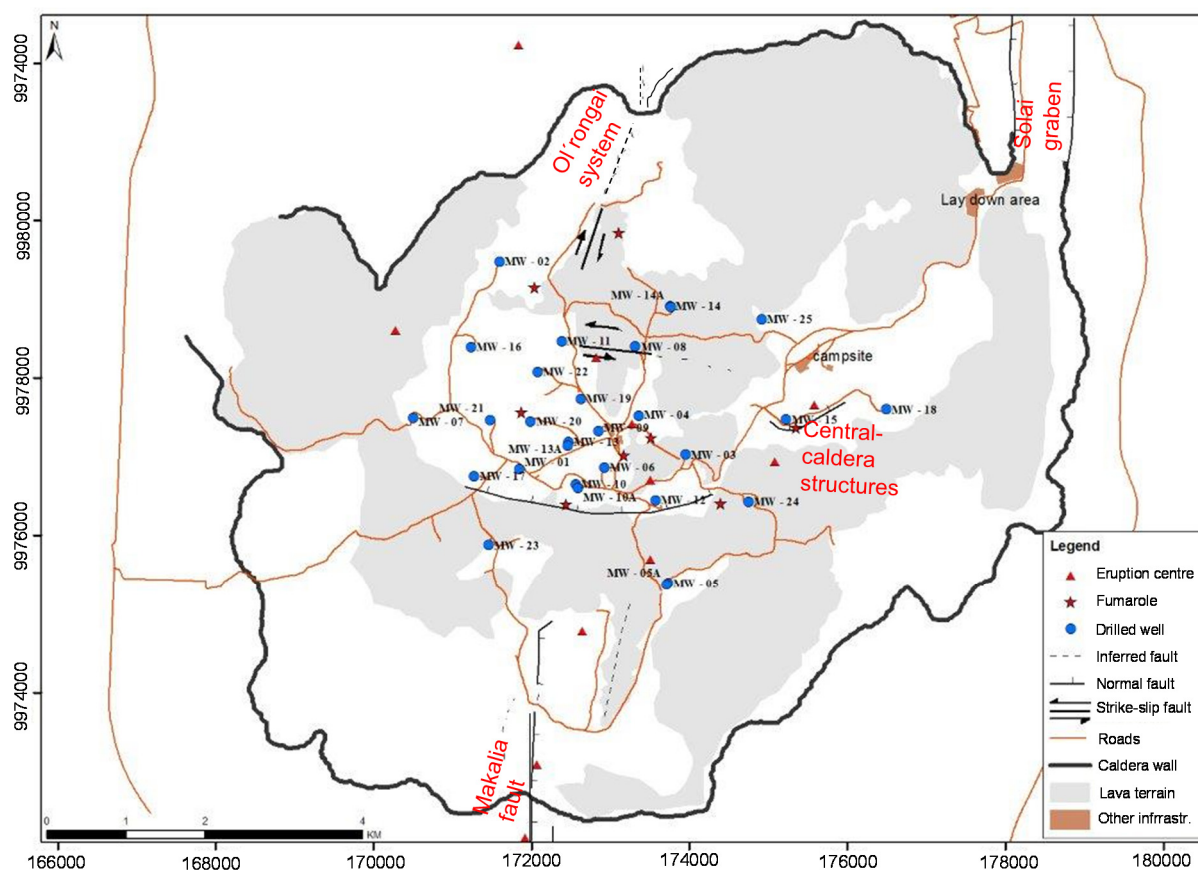 N
9974000
9980000
9978000
9976000
9974000
166000
168000
170000
172000
174000
176000
178000
180000
Ol´rongai
system
Solai
graben
Lay down area
MW - 02
MW - 14A
MW - 14
MW - 25
MW - 11
MW - 08
MW - 16
campsite
MW - 22
MW - 19
MW - 21
MW - 07
MW - 20
MW - 04
MW - 09
MW - 15
MW - 18
MW - 13
MW - 13A
MW - 01
MW - 03
MW - 06
MW - 17
MW - 10
MW - 10A
MW - 12
MW - 24
Central-
caldera
structures
MW - 23
MW - 05A
MW - 05
Makalia
fault
0
1
2
4
KM
Legend
Eruption centre
Fumarole
Drilled well
Inferred fault
Normal fault
Strike-slip fault
Roads
Caldera wall
Lava terrain
Other infrrastr.